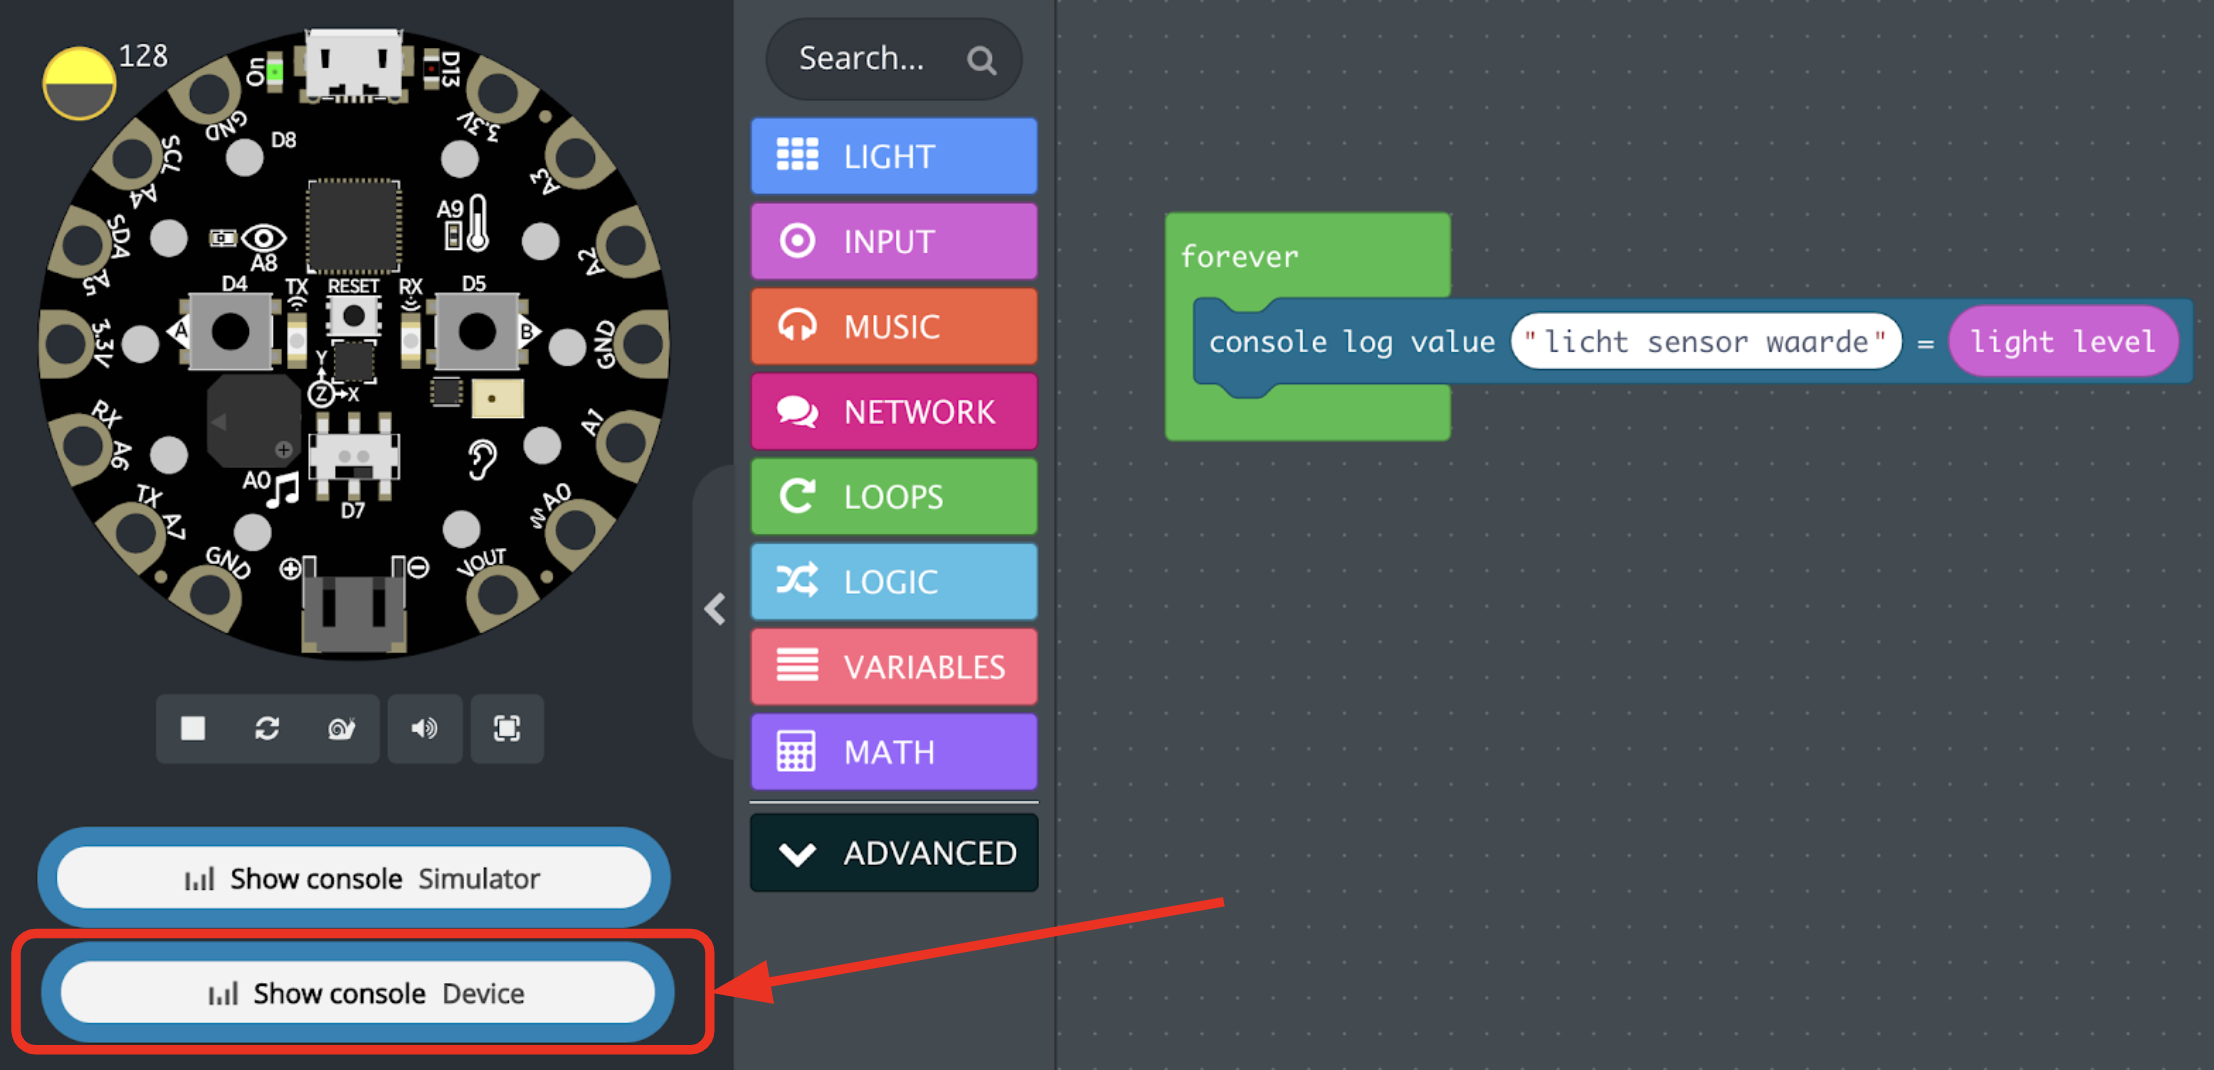 128
On
D13
GND
3.3V
SCL
A4
D8
A3
SDA
A5
A8
A9
A2
D4
TX
RESET
RX
D5
A
B
3.3V
GND
Y
Z
X
RX
A6
A1
A0
D7
TX
A7
A0
GND
VOUT
Show console Simulator
Show console Device
Search...
LIGHT
INPUT
MUSIC
NETWORK
LOOPS
LOGIC
VARIABLES
MATH
ADVANCED
forever
console log value "licht sensor waarde" = light level